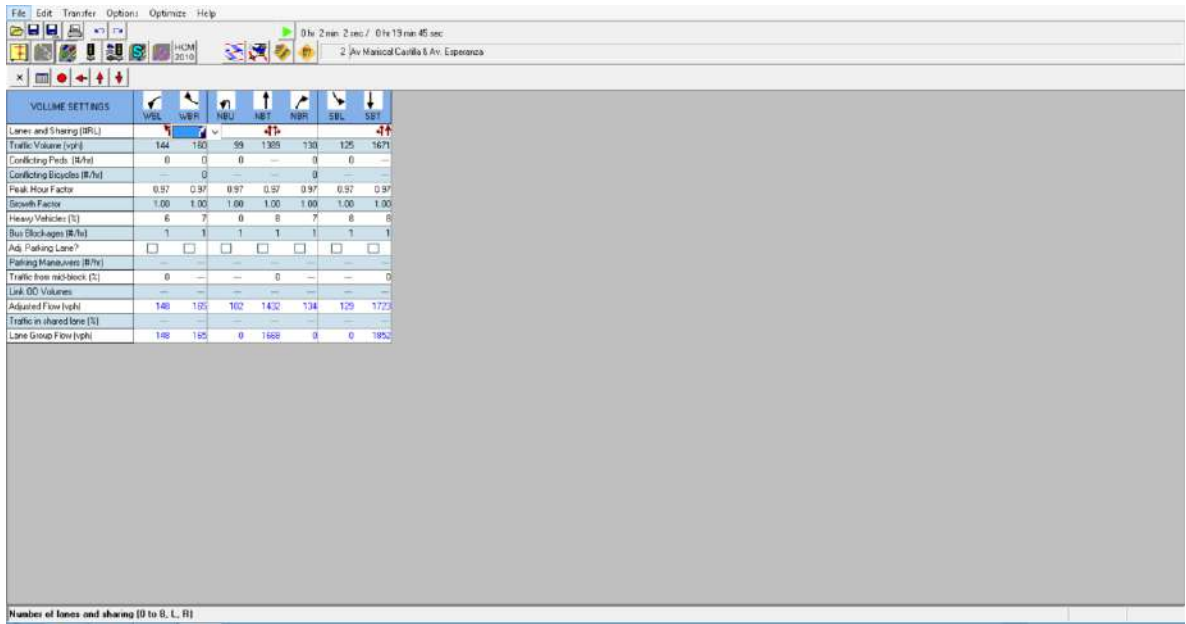 File Edit Transfer Options Optimize Help
0 hr 2 min 2 sec / 0 hr 13 min 45 sec
HCM 2010
2 Av Mariscal Castilla & Av. Esperanza
VOLUME SETTINGS WBL WBR NBU NBT NBR SBL SBT
Lanes and Sharing (#RL)
Traffic Volume (vph) 144 160 99 1389 130 125 1671
Conflicting Peds. (#/hr) 0 0 0 — 0 0 —
Conflicting Bicycles (#/hr) — 0 — — 0 — —
Peak Hour Factor 0.97 0.97 0.97 0.97 0.97 0.97 0.97
Growth Factor 1.00 1.00 1.00 1.00 1.00 1.00 1.00
Heavy Vehicles (%) 6 7 0 8 7 8 8
Bus Blockages (#/hr) 1 1 1 1 1 1 1
Adj. Parking Lane?
Parking Maneuvers (#/hr) — — — — — — —
Traffic from mid-block (%) 0 — — 0 — — 0
Link OD Volumes — — — — — — —
Adjusted Flow (vph) 148 165 102 1432 134 129 1723
Traffic in shared lane (%) — — — — — — —
Lane Group Flow (vph) 148 165 0 1668 0 0 1852
Number of lanes and sharing (0 to 8, L, R)